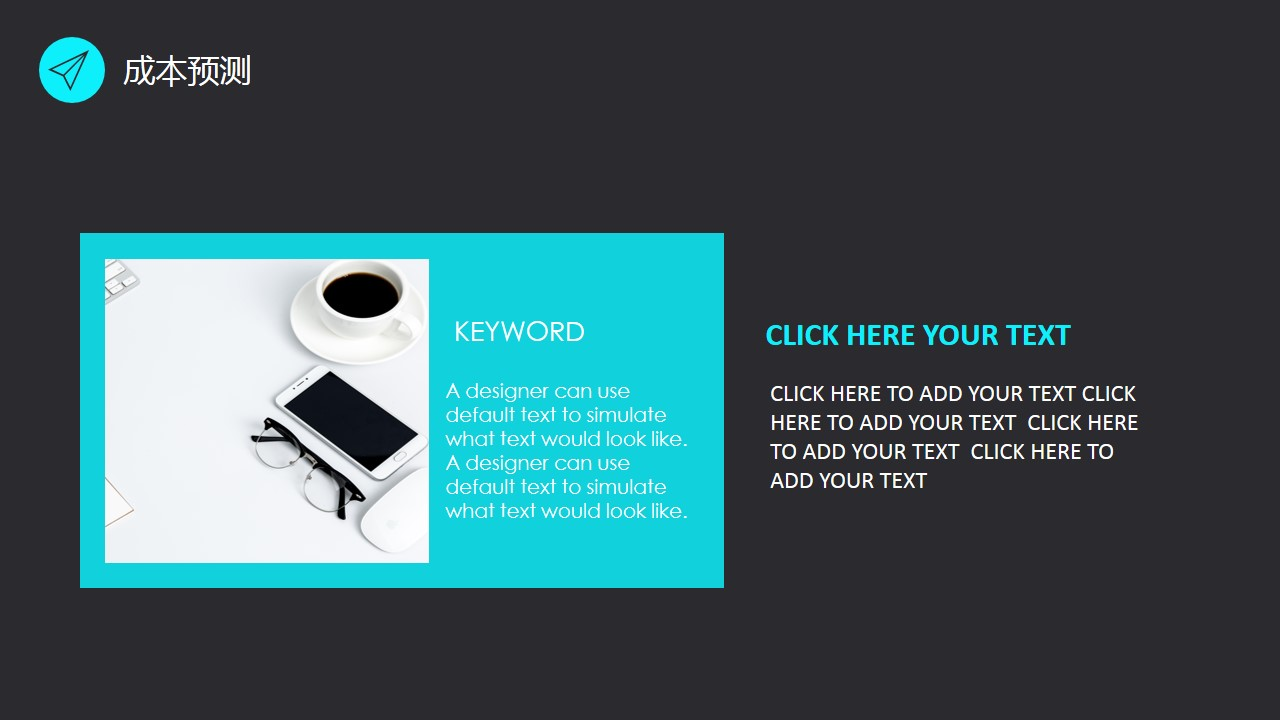 成本预测
KEYWORD
A designer can use
default text to simulate
what text would look like.
A designer can use
default text to simulate
what text would look like.
CLICK HERE YOUR TEXT
CLICK HERE TO ADD YOUR TEXT CLICK
HERE TO ADD YOUR TEXT  CLICK HERE
TO ADD YOUR TEXT  CLICK HERE TO
ADD YOUR TEXT